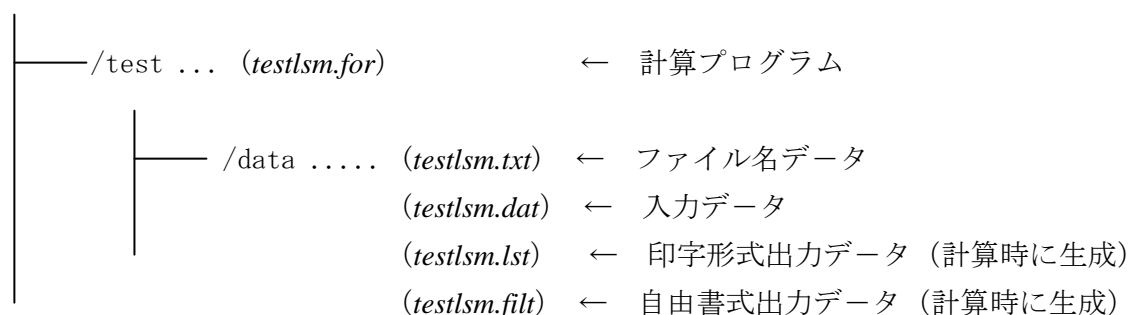 /test ... (testlsm.for) ← 計算プログラム
/data ..... (testlsm.txt) ← ファイル名データ
(testlsm.dat) ← 入力データ
(testlsm.lst) ← 印字形式出力データ (計算時に生成)
(testlsm.filt) ← 自由書式出力データ (計算時に生成)